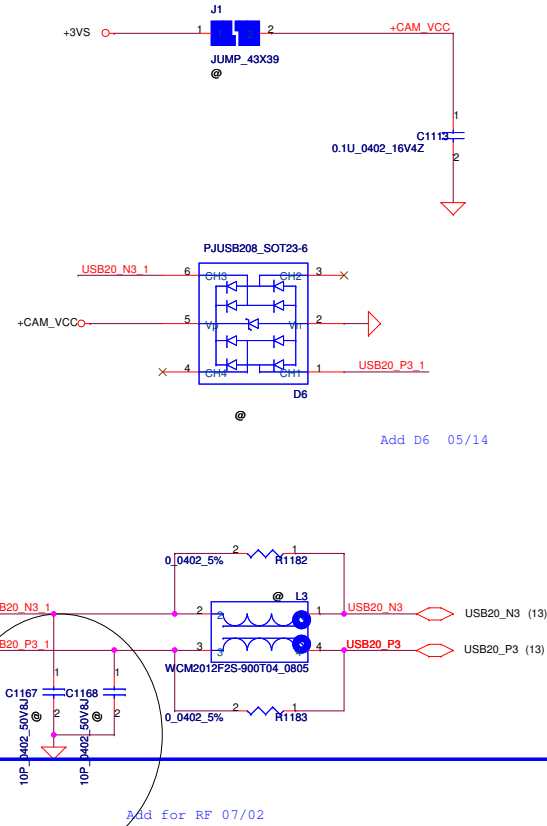 J1
+3VS
1
2
+CAM_VCC
JUMP_43X39
@
1
C1113
0.1U_0402_16V4Z
2
PJUSB208_SOT23-6
USB20_N3_1
6
CH3
CH2
3
+CAM_VCC
5
Vp
Vn
2
4
CH4
CH1
1
USB20_P3_1
D6
@
Add D6 05/14
0_0402_5%
2
1
R1182
@
L3
B20_N3_1
2
2
1
USB20_N3
USB20_N3 (13)
B20_P3_1
3
3
4
USB20_P3
USB20_P3 (13)
WCM2012F2S-900T04_0805
1
1
C1167
C1168
@
@
2
2
10P_0402_50V8J
10P_0402_50V8J
0_0402_5%
2
1
R1183
Add for RF 07/02